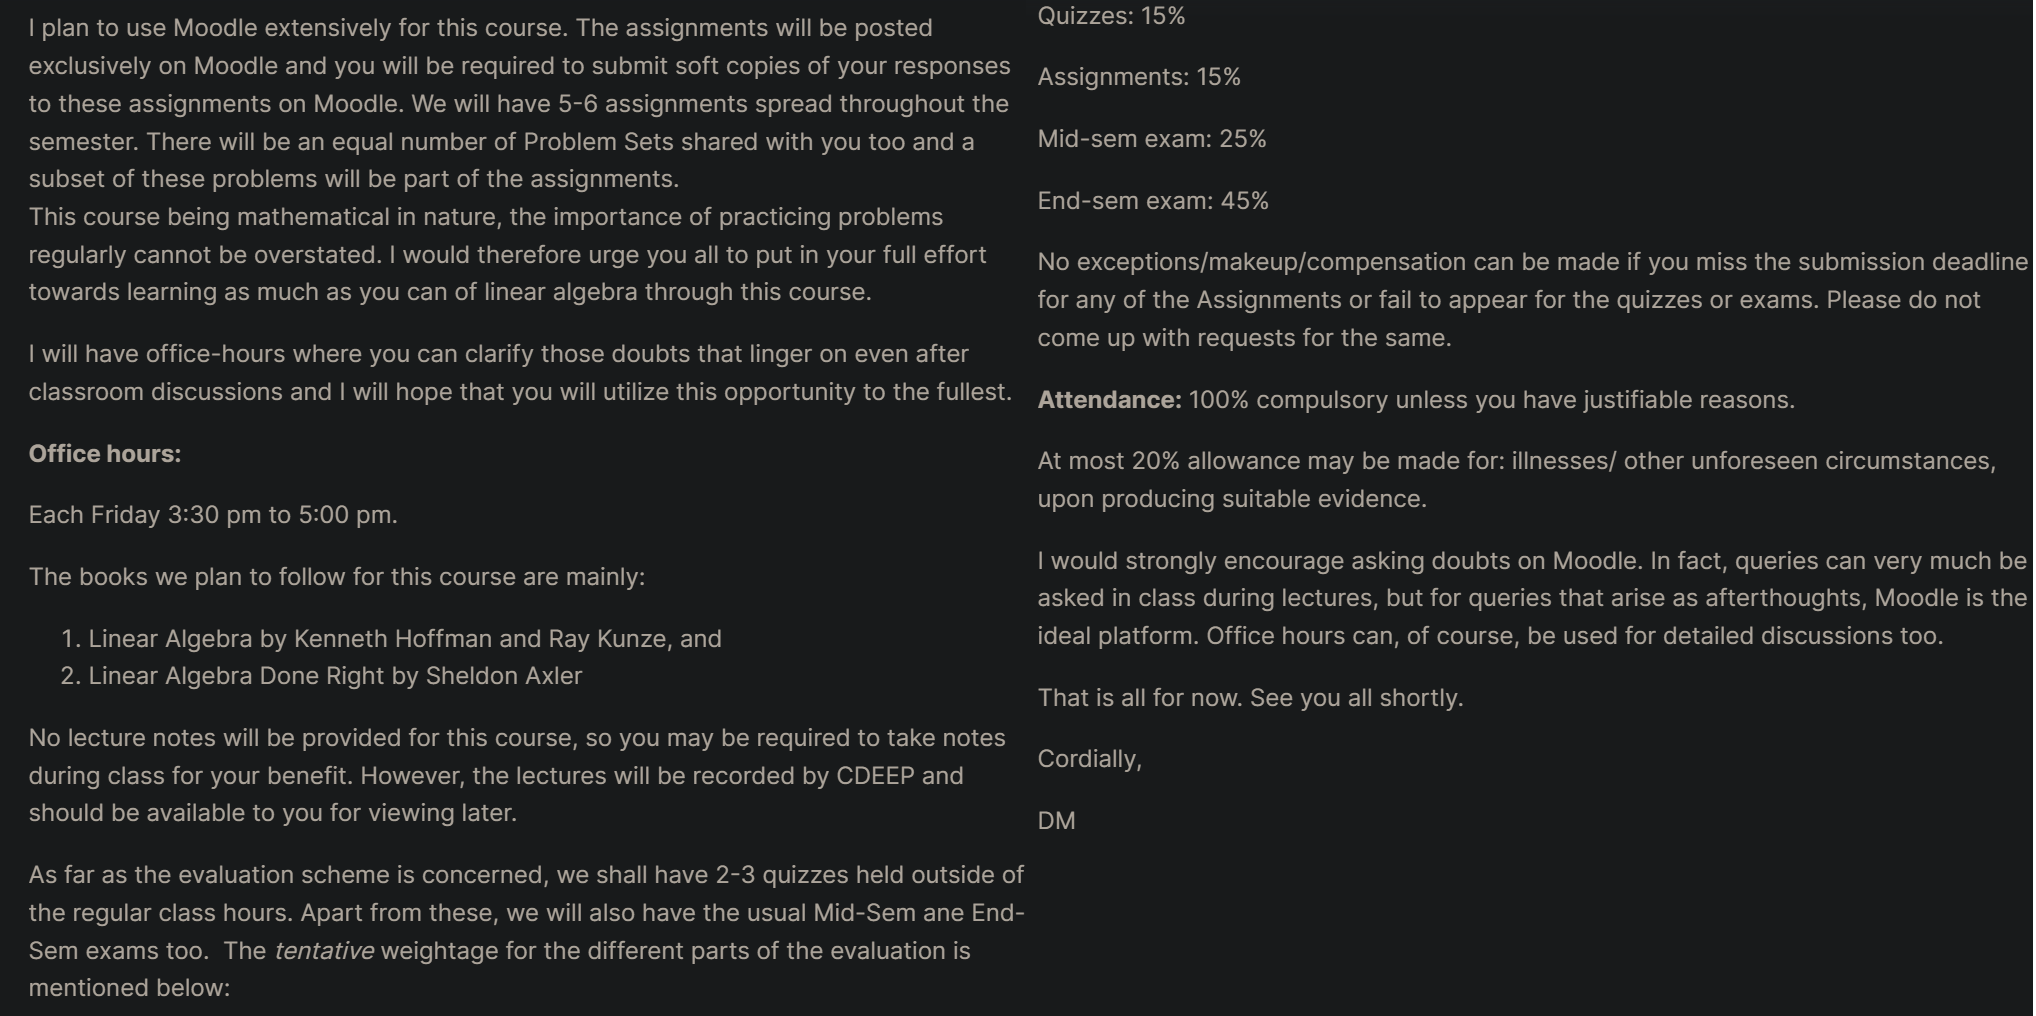 I plan to use Moodle extensively for this course. The assignments will be posted
exclusively on Moodle and you will be required to submit soft copies of your responses
to these assignments on Moodle. We will have 5-6 assignments spread throughout the
semester. There will be an equal number of Problem Sets shared with you too and a
subset of these problems will be part of the assignments.
This course being mathematical in nature, the importance of practicing problems
regularly cannot be overstated. I would therefore urge you all to put in your full effort
towards learning as much as you can of linear algebra through this course.
I will have office-hours where you can clarify those doubts that linger on even after
classroom discussions and I will hope that you will utilize this opportunity to the fullest.
Office hours:
Each Friday 3:30 pm to 5:00 pm.
The books we plan to follow for this course are mainly:
1. Linear Algebra by Kenneth Hoffman and Ray Kunze, and
2. Linear Algebra Done Right by Sheldon Axler
No lecture notes will be provided for this course, so you may be required to take notes
during class for your benefit. However, the lectures will be recorded by CDEEP and
should be available to you for viewing later.
As far as the evaluation scheme is concerned, we shall have 2-3 quizzes held outside of
the regular class hours. Apart from these, we will also have the usual Mid-Sem ane End-
Sem exams too. The tentative weightage for the different parts of the evaluation is
mentioned below:
Quizzes: 15%
Assignments: 15%
Mid-sem exam: 25%
End-sem exam: 45%
No exceptions/makeup/compensation can be made if you miss the submission deadline
for any of the Assignments or fail to appear for the quizzes or exams. Please do not
come up with requests for the same.
Attendance: 100% compulsory unless you have justifiable reasons.
At most 20% allowance may be made for: illnesses/ other unforeseen circumstances,
upon producing suitable evidence.
I would strongly encourage asking doubts on Moodle. In fact, queries can very much be
asked in class during lectures, but for queries that arise as afterthoughts, Moodle is the
ideal platform. Office hours can, of course, be used for detailed discussions too.
That is all for now. See you all shortly.
Cordially,
DM